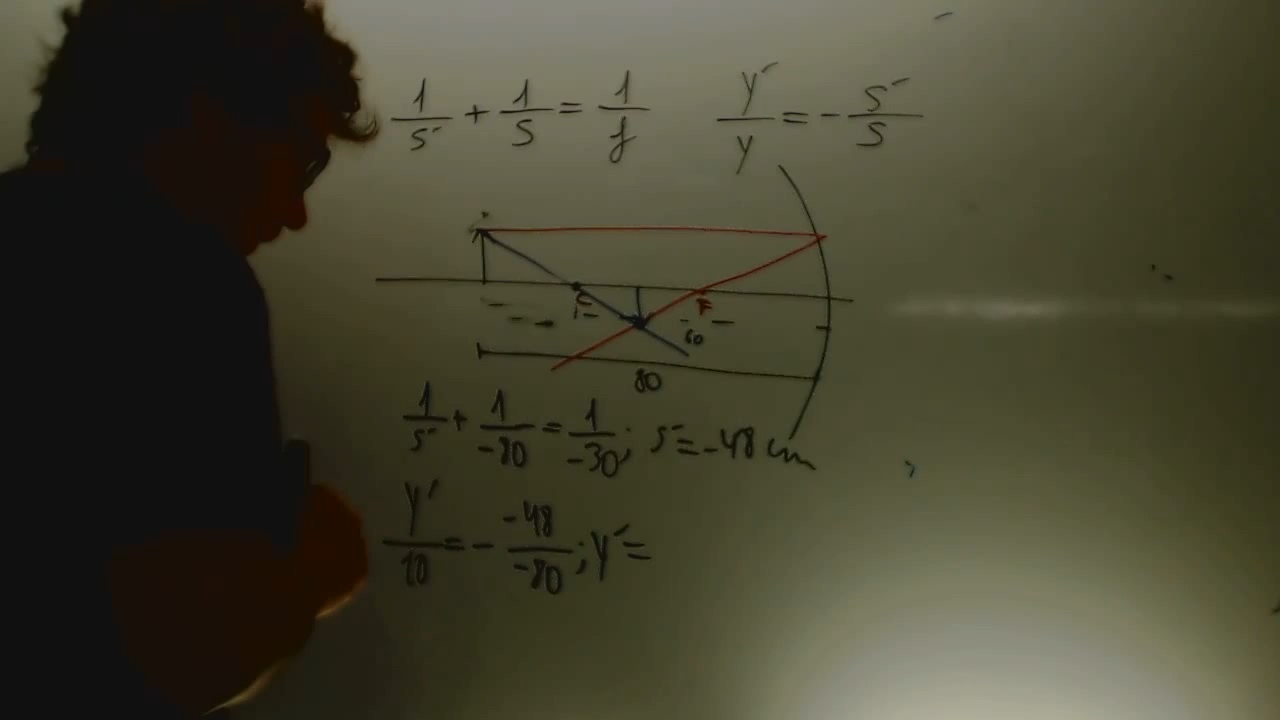 1/s´ + 1/s = 1/f y´/y = - s´/s
C F
60
80
1/s´ + 1/-80 = 1/-30 ; s´= -48 cm
y'/10 = - -48/-80 ; y´=